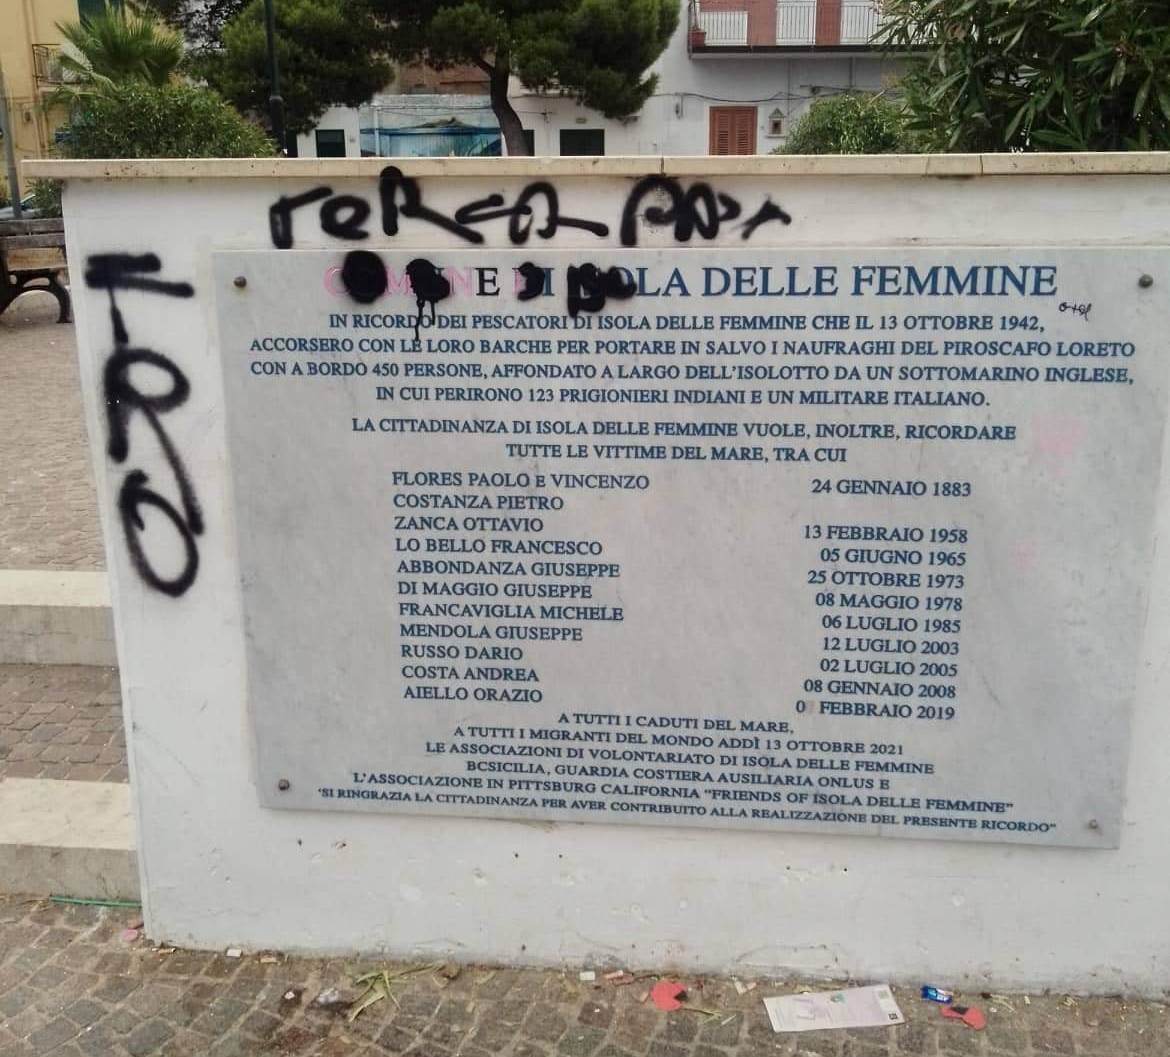 COMUNE DI ISOLA DELLE FEMMINE
IN RICORDO DEI PESCATORI DI ISOLA DELLE FEMMINE CHE IL 13 OTTOBRE 1942,
ACCORSERO CON LE LORO BARCHE PER PORTARE IN SALVO I NAUFRAGHI DEL PIROSCAFO LORETO
CON A BORDO 450 PERSONE, AFFONDATO A LARGO DELL'ISOLOTTO DA UN SOTTOMARINO INGLESE,
IN CUI PERIRONO 123 PRIGIONIERI INDIANI E UN MILITARE ITALIANO.
LA CITTADINANZA DI ISOLA DELLE FEMMINE VUOLE, INOLTRE, RICORDARE
TUTTE LE VITTIME DEL MARE, TRA CUI
FLORES PAOLO E VINCENZO 24 GENNAIO 1883
COSTANZA PIETRO
ZANCA OTTAVIO 13 FEBBRAIO 1958
LO BELLO FRANCESCO 05 GIUGNO 1965
ABBONDANZA GIUSEPPE 25 OTTOBRE 1973
DI MAGGIO GIUSEPPE 08 MAGGIO 1978
FRANCAVIGLIA MICHELE 06 LUGLIO 1985
MENDOLA GIUSEPPE 12 LUGLIO 2003
RUSSO DARIO 02 LUGLIO 2005
COSTA ANDREA 08 GENNAIO 2008
AIELLO ORAZIO FEBBRAIO 2019
A TUTTI I CADUTI DEL MARE,
A TUTTI I MIGRANTI DEL MONDO ADDÌ 13 OTTOBRE 2021
LE ASSOCIAZIONI DI VOLONTARIATO DI ISOLA DELLE FEMMINE
BCSICILIA, GUARDIA COSTIERA AUSILIARIA ONLUS E
L'ASSOCIAZIONE IN PITTSBURG CALIFORNIA "FRIENDS OF ISOLA DELLE FEMMINE"
"SI RINGRAZIA LA CITTADINANZA PER AVER CONTRIBUITO ALLA REALIZZAZIONE DEL PRESENTE RICORDO"